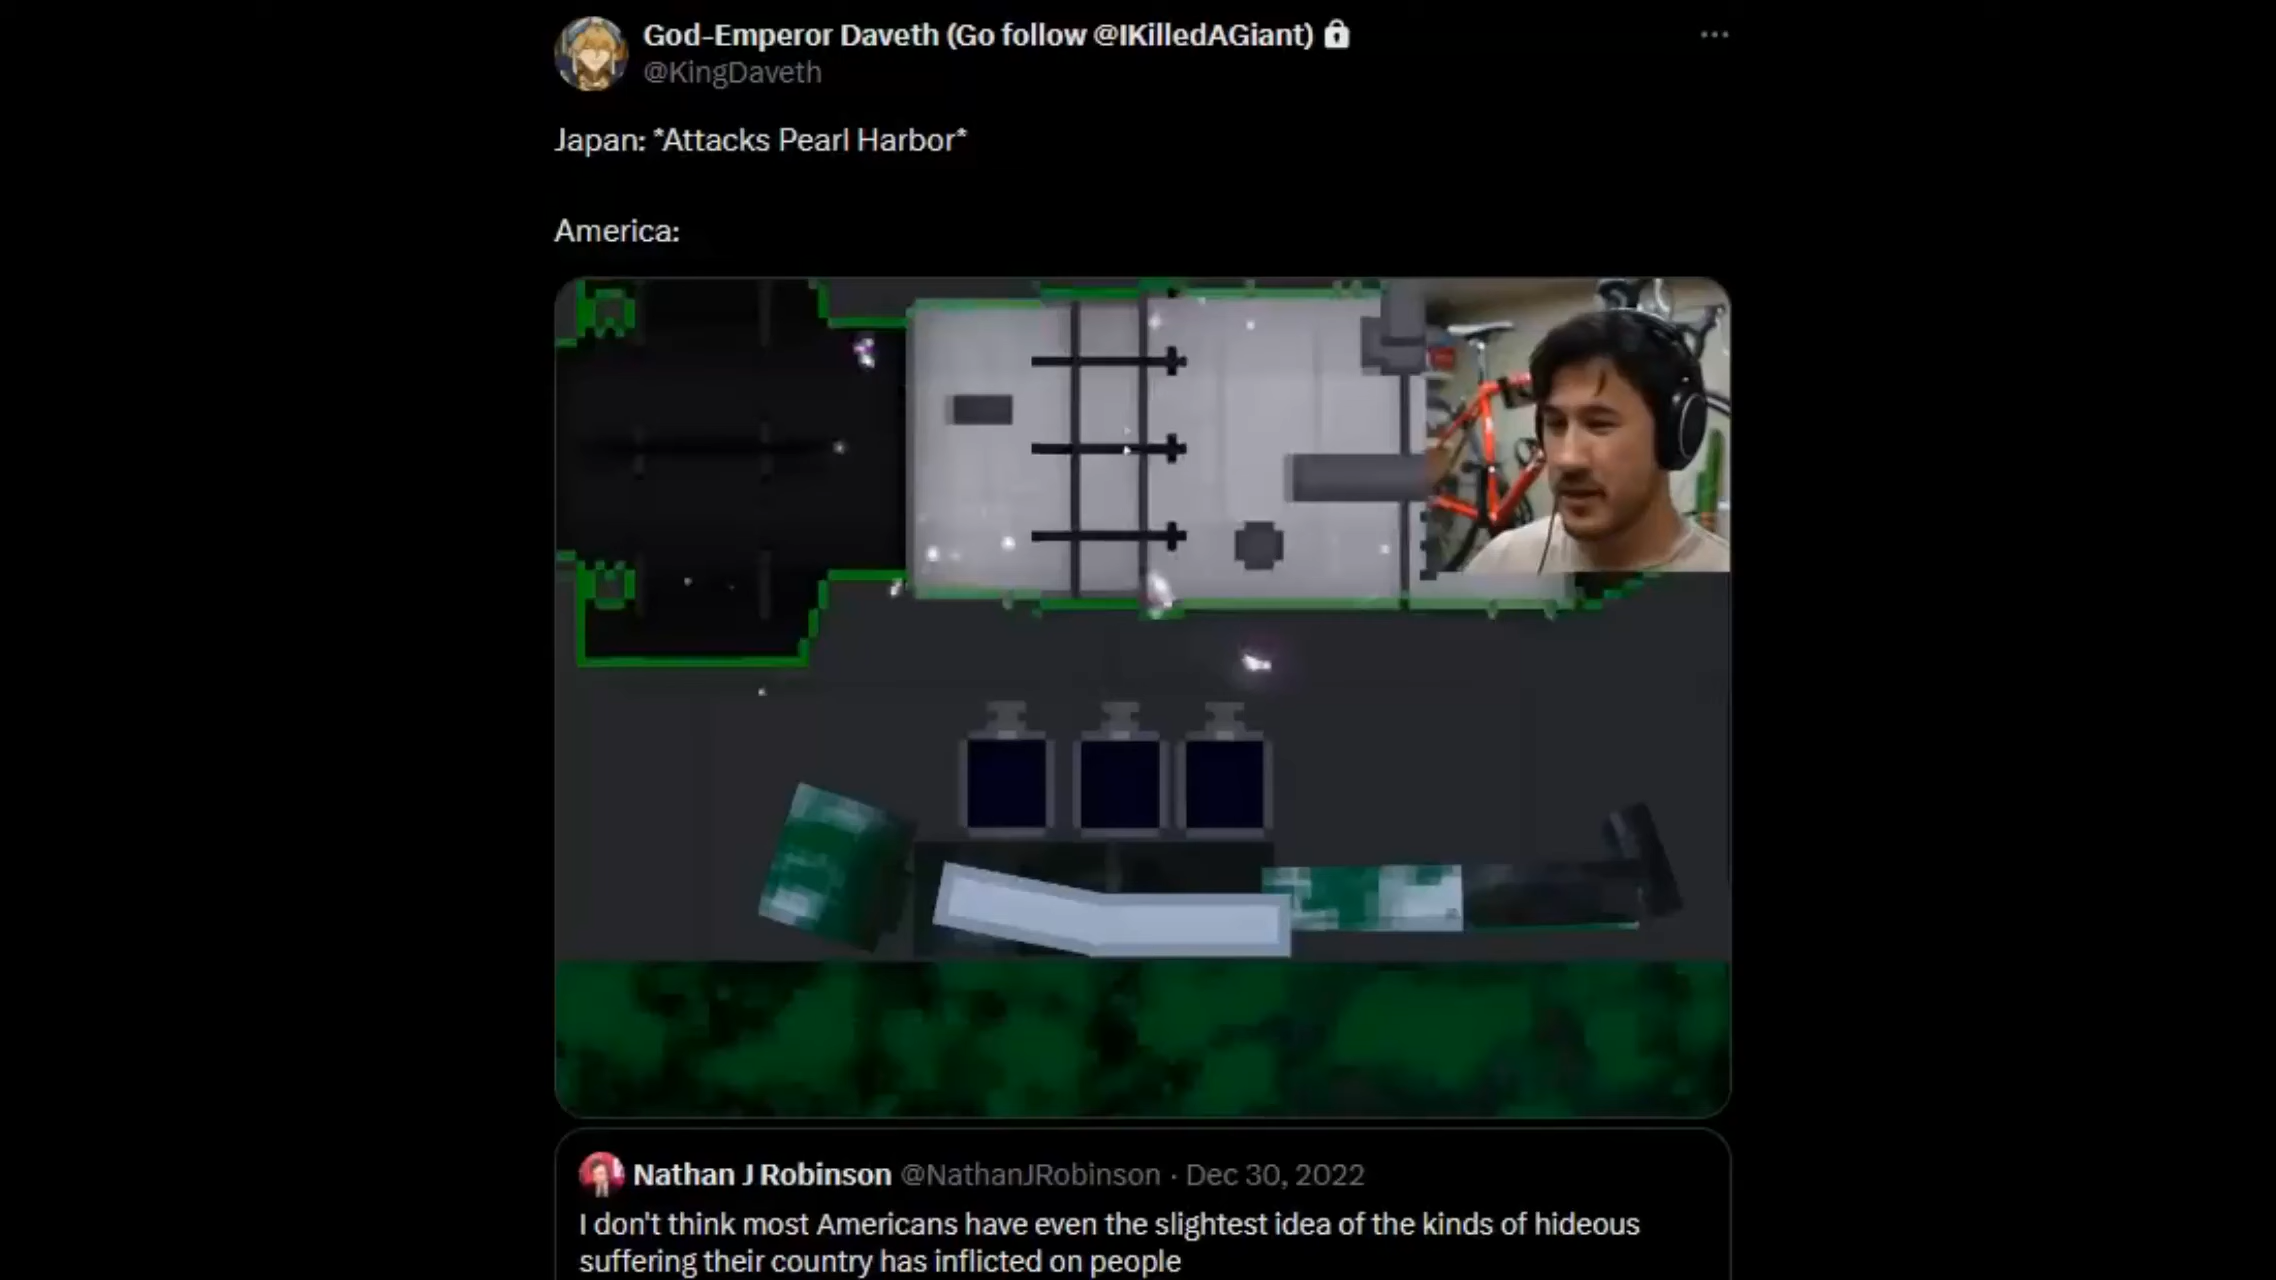 God-Emperor Daveth (Go follow @IKilledAGiant)
@KingDaveth
Japan: *Attacks Pearl Harbor*
America:
Nathan J Robinson @NathanJRobinson · Dec 30, 2022
I don't think most Americans have even the slightest idea of the kinds of hideous
suffering their country has inflicted on people